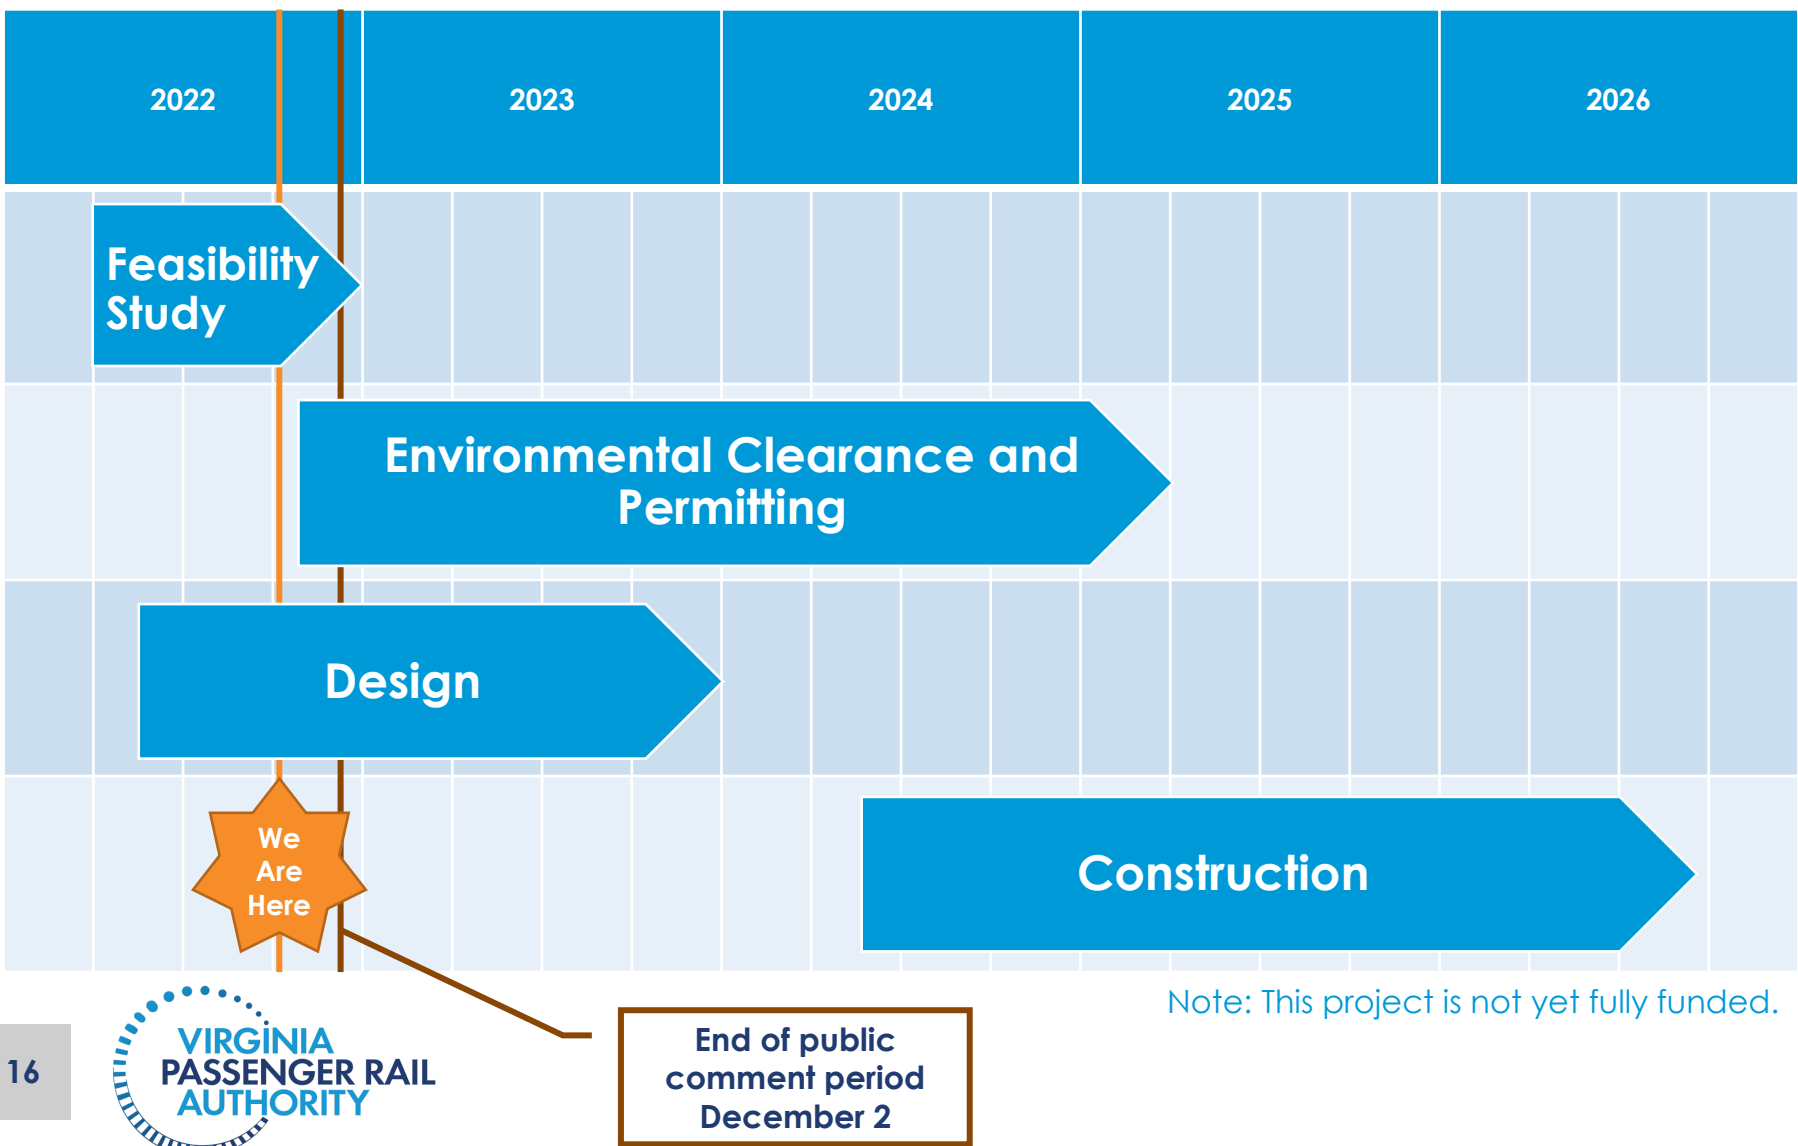 2022
2023
2024
2025
2026
Feasibility
Study
Environmental Clearance and
Permitting
Design
We
Are
Here
Construction
Note: This project is not yet fully funded.
End of public
comment period
December 2
16
VIRGINIA
PASSENGER RAIL
AUTHORITY